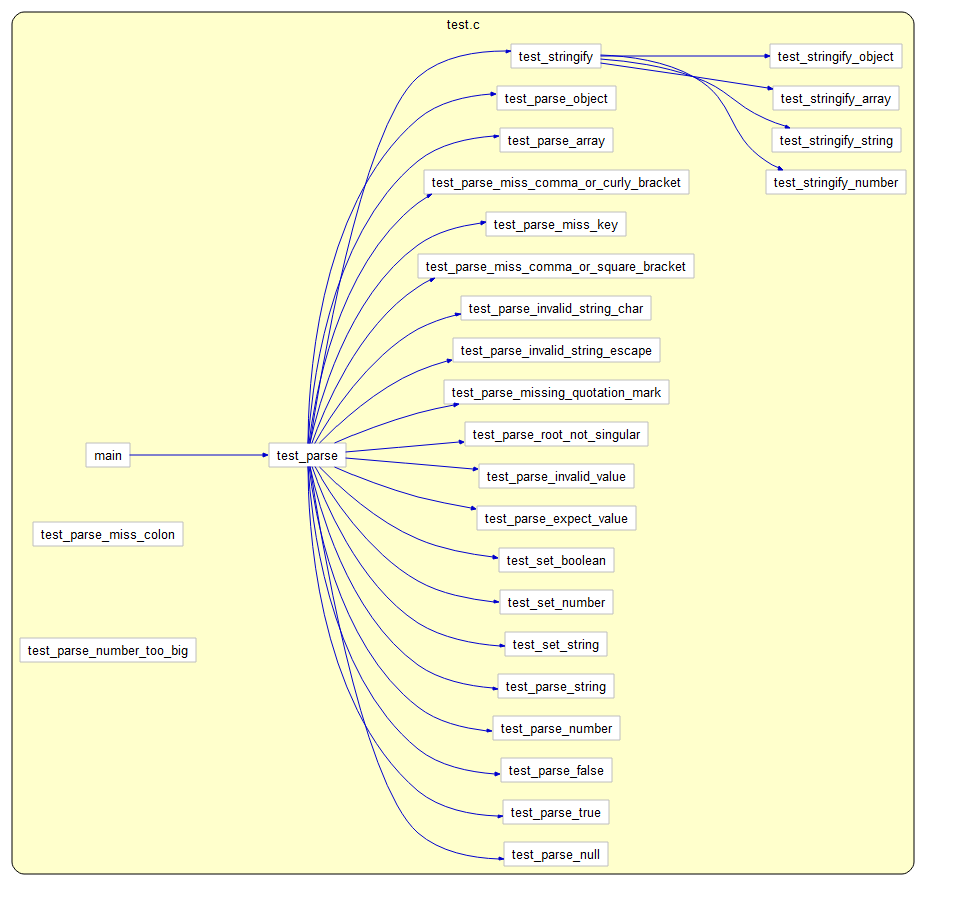 test.c
test_stringify
test_stringify_object
test_parse_object
test_stringify_array
test_parse_array
test_stringify_string
test_parse_miss_comma_or_curly_bracket
test_stringify_number
test_parse_miss_key
test_parse_miss_comma_or_square_bracket
test_parse_invalid_string_char
test_parse_invalid_string_escape
test_parse_missing_quotation_mark
test_parse_root_not_singular
main
test_parse
test_parse_invalid_value
test_parse_expect_value
test_parse_miss_colon
test_set_boolean
test_set_number
test_set_string
test_parse_number_too_big
test_parse_string
test_parse_number
test_parse_false
test_parse_true
test_parse_null